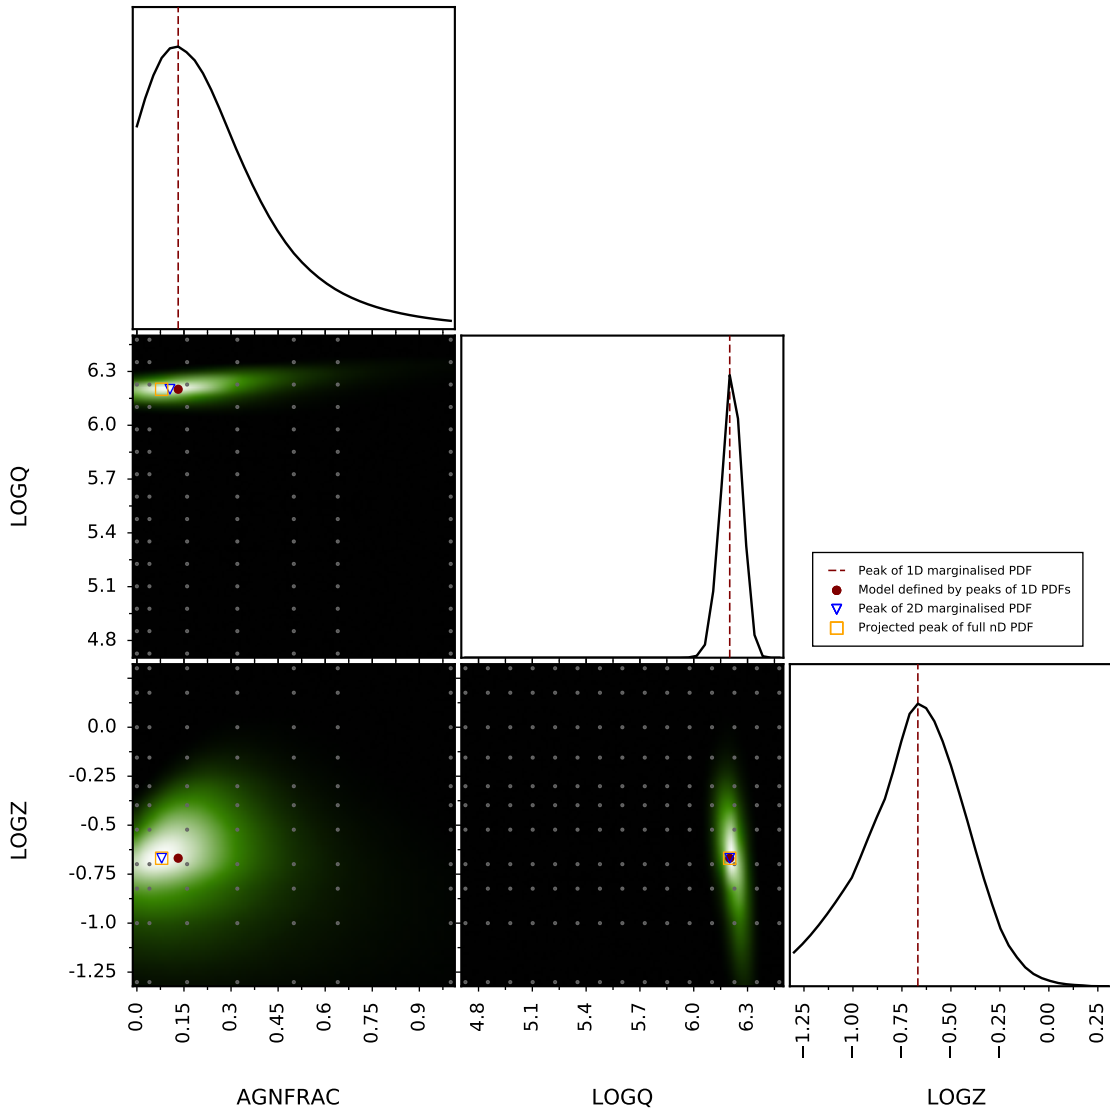 6.3
6.0
5.7
5.4
5.1
4.8
LOGQ
Peak of 1D marginalised PDF
Model defined by peaks of 1D PDFs
Peak of 2D marginalised PDF
Projected peak of full nD PDF
0.0
-0.25
-0.5
-0.75
-1.0
-1.25
LOGZ
0.0 0.15 0.3 0.45 0.6 0.75 0.9
4.8 5.1 5.4 5.7 6.0 6.3
−1.25 −1.00 −0.75 −0.50 −0.25 0.00 0.25
AGNFRAC LOGQ LOGZ